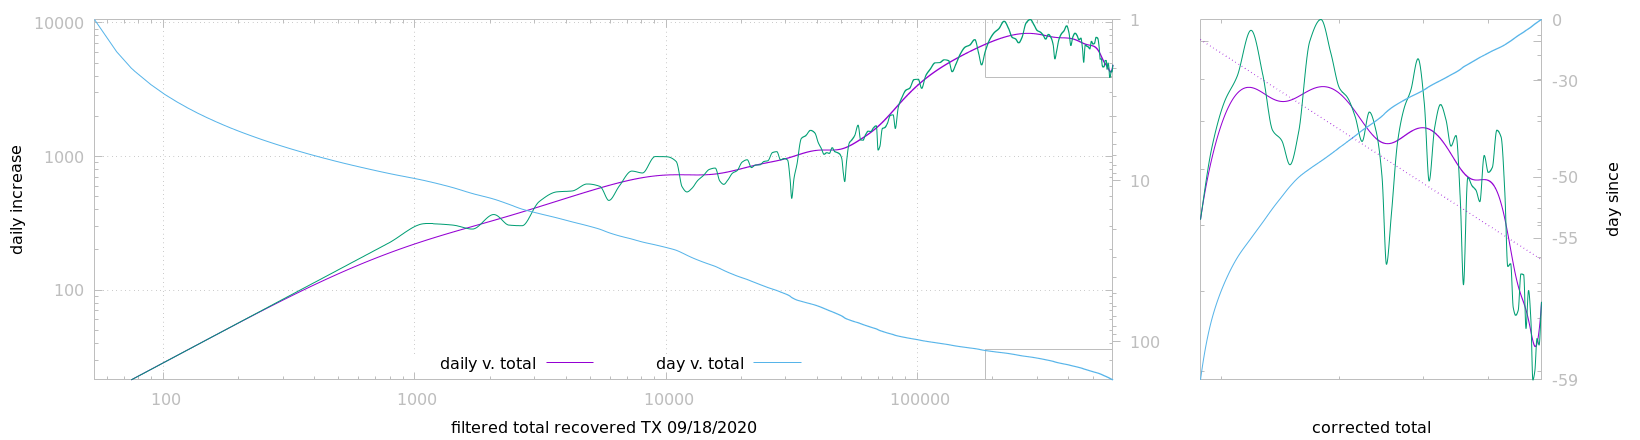 10000
1000
100
daily increase
100
1000
10000
100000
1
10
100
daily v. total
day v. total
filtered total recovered TX 09/18/2020
0
-30
-50
-55
-59
day since
corrected total